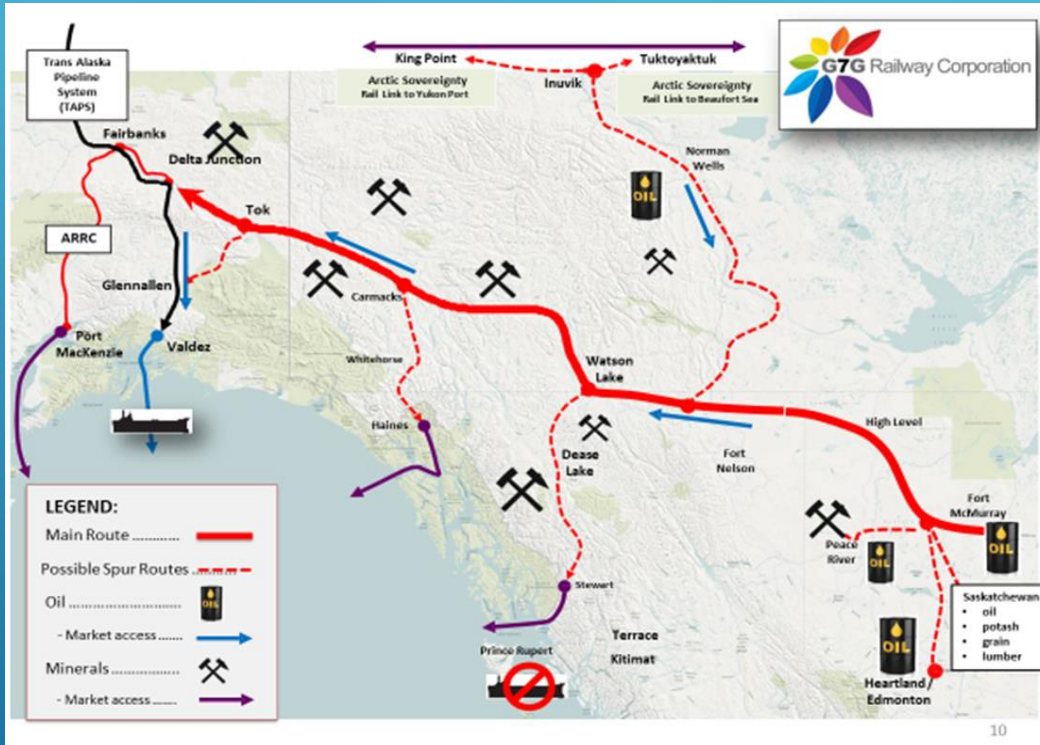 Trans Alaska
Pipeline
System
(TAPS)
King Point
Tuktoyaktuk
Inuvik
Arctic Sovereignty
Rail Link to Yukon Port
Arctic Sovereignty
Rail Link to Beaufort Sea
G7G Railway Corporation
Fairbanks
Delta Junction
Norman
Wells
OIL
Tok
ARRC
Glennallen
Carmacks
Port
MacKenzie
Valdez
Whitehorse
Watson
Lake
Haines
Dease
Lake
High Level
Fort
Nelson
Fort
McMurray
OIL
Peace
River
OIL
LEGEND:
Main Route ............
Possible Spur Routes ............
Oil ..............................
OIL
- Market access .......
Minerals ..................
- Market access .......
Stewart
Saskatchewan
• oil
• potash
• grain
• lumber
Terrace
Kitimat
Prince Rupert
OIL
Heartland /
Edmonton
10